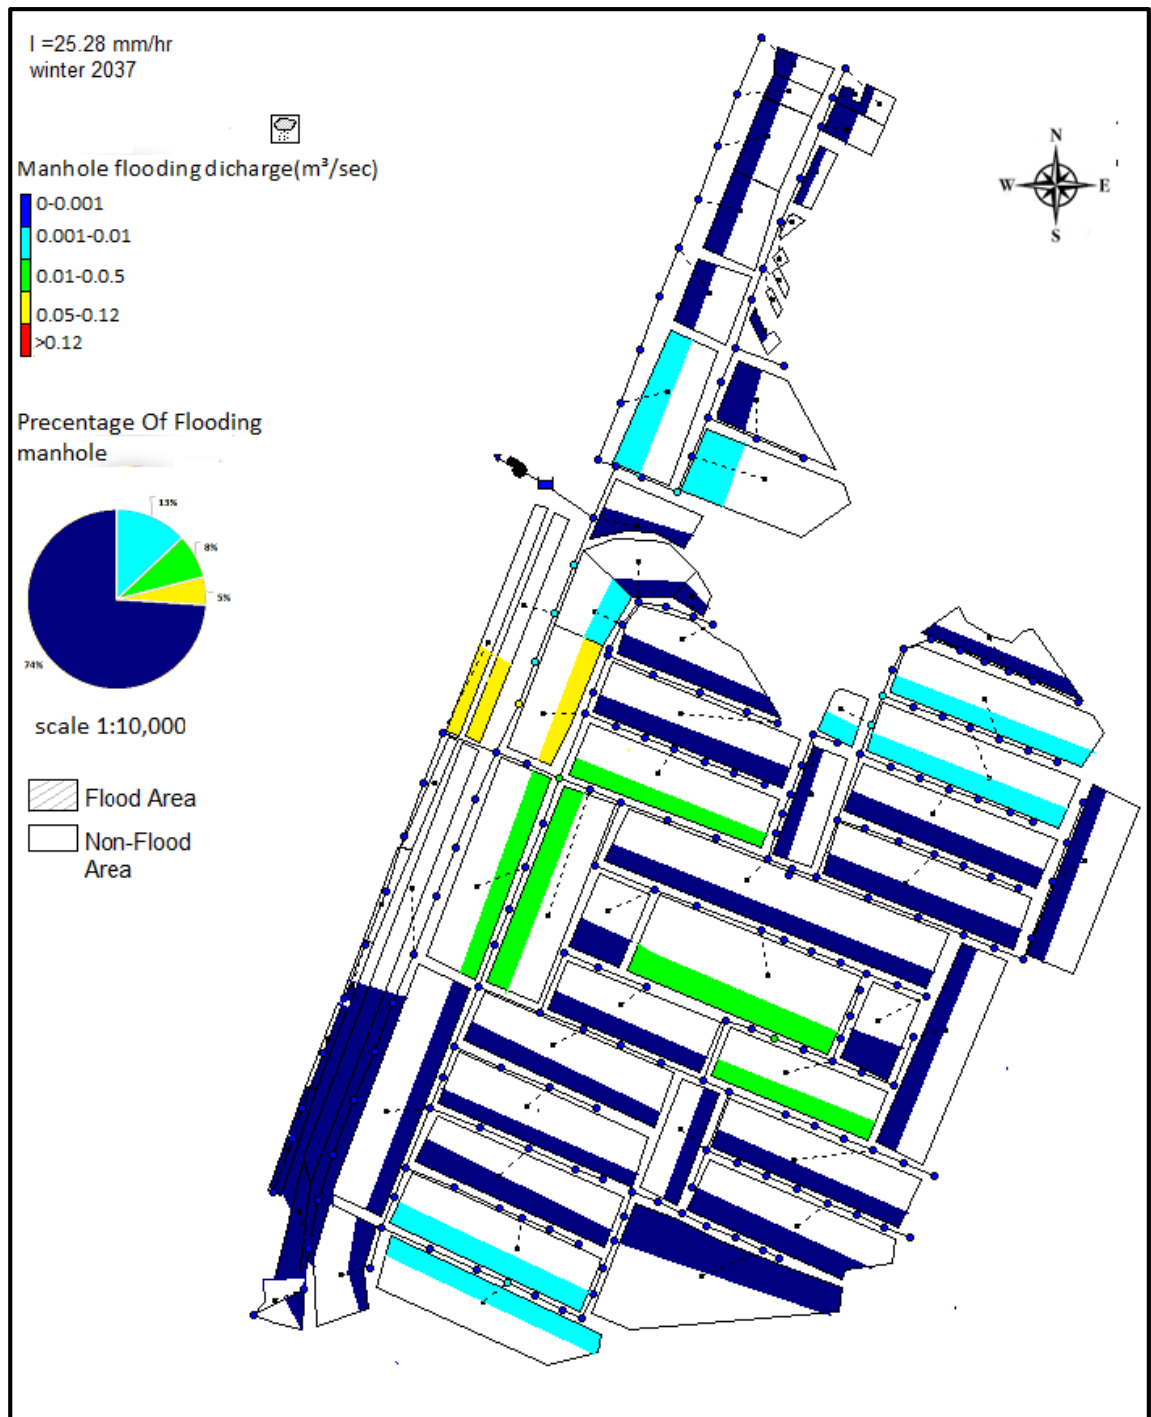 I =25.28 mm/hr
winter 2037
Manhole flooding dicharge(m³/sec)
0-0.001
0.001-0.01
0.01-0.0.5
0.05-0.12
>0.12
N
W E
S
Precentage Of Flooding
manhole
13%
8%
5%
74%
scale 1:10,000
Flood Area
Non-Flood
Area